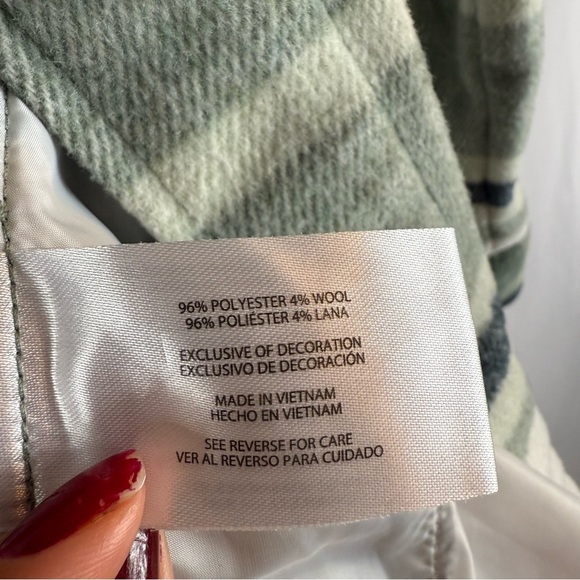 96% POLYESTER 4% WOOL
96% POLIÉSTER 4% LANA
EXCLUSIVE OF DECORATION
EXCLUSIVO DE DECORACIÓN
MADE IN VIETNAM
HECHO EN VIETNAM
SEE REVERSE FOR CARE
VER AL REVERSO PARA CUIDADO